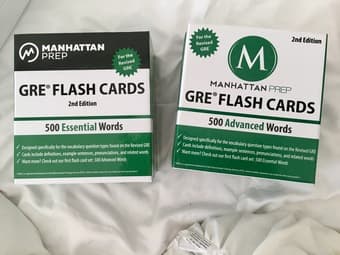 MANHATTAN
PREP
For the
Revised
GRE
GRE® FLASH CARDS
2nd Edition
500 Essential Words
Designed specifically for the vocabulary question types found on the Revised GRE
Cards include definitions, example sentences, pronunciations, and related words
Want more? Check out our first flash card set: 500 Advanced Words
For the
Revised
GRE
2nd Edition
M
MANHATTAN PREP
GRE® FLASH CARDS
500 Advanced Words
Designed specifically for the vocabulary question types found on the Revised GRE
Cards include definitions, example sentences, pronunciations, and related words
Want more? Check out our first flash card set: 500 Essential Words